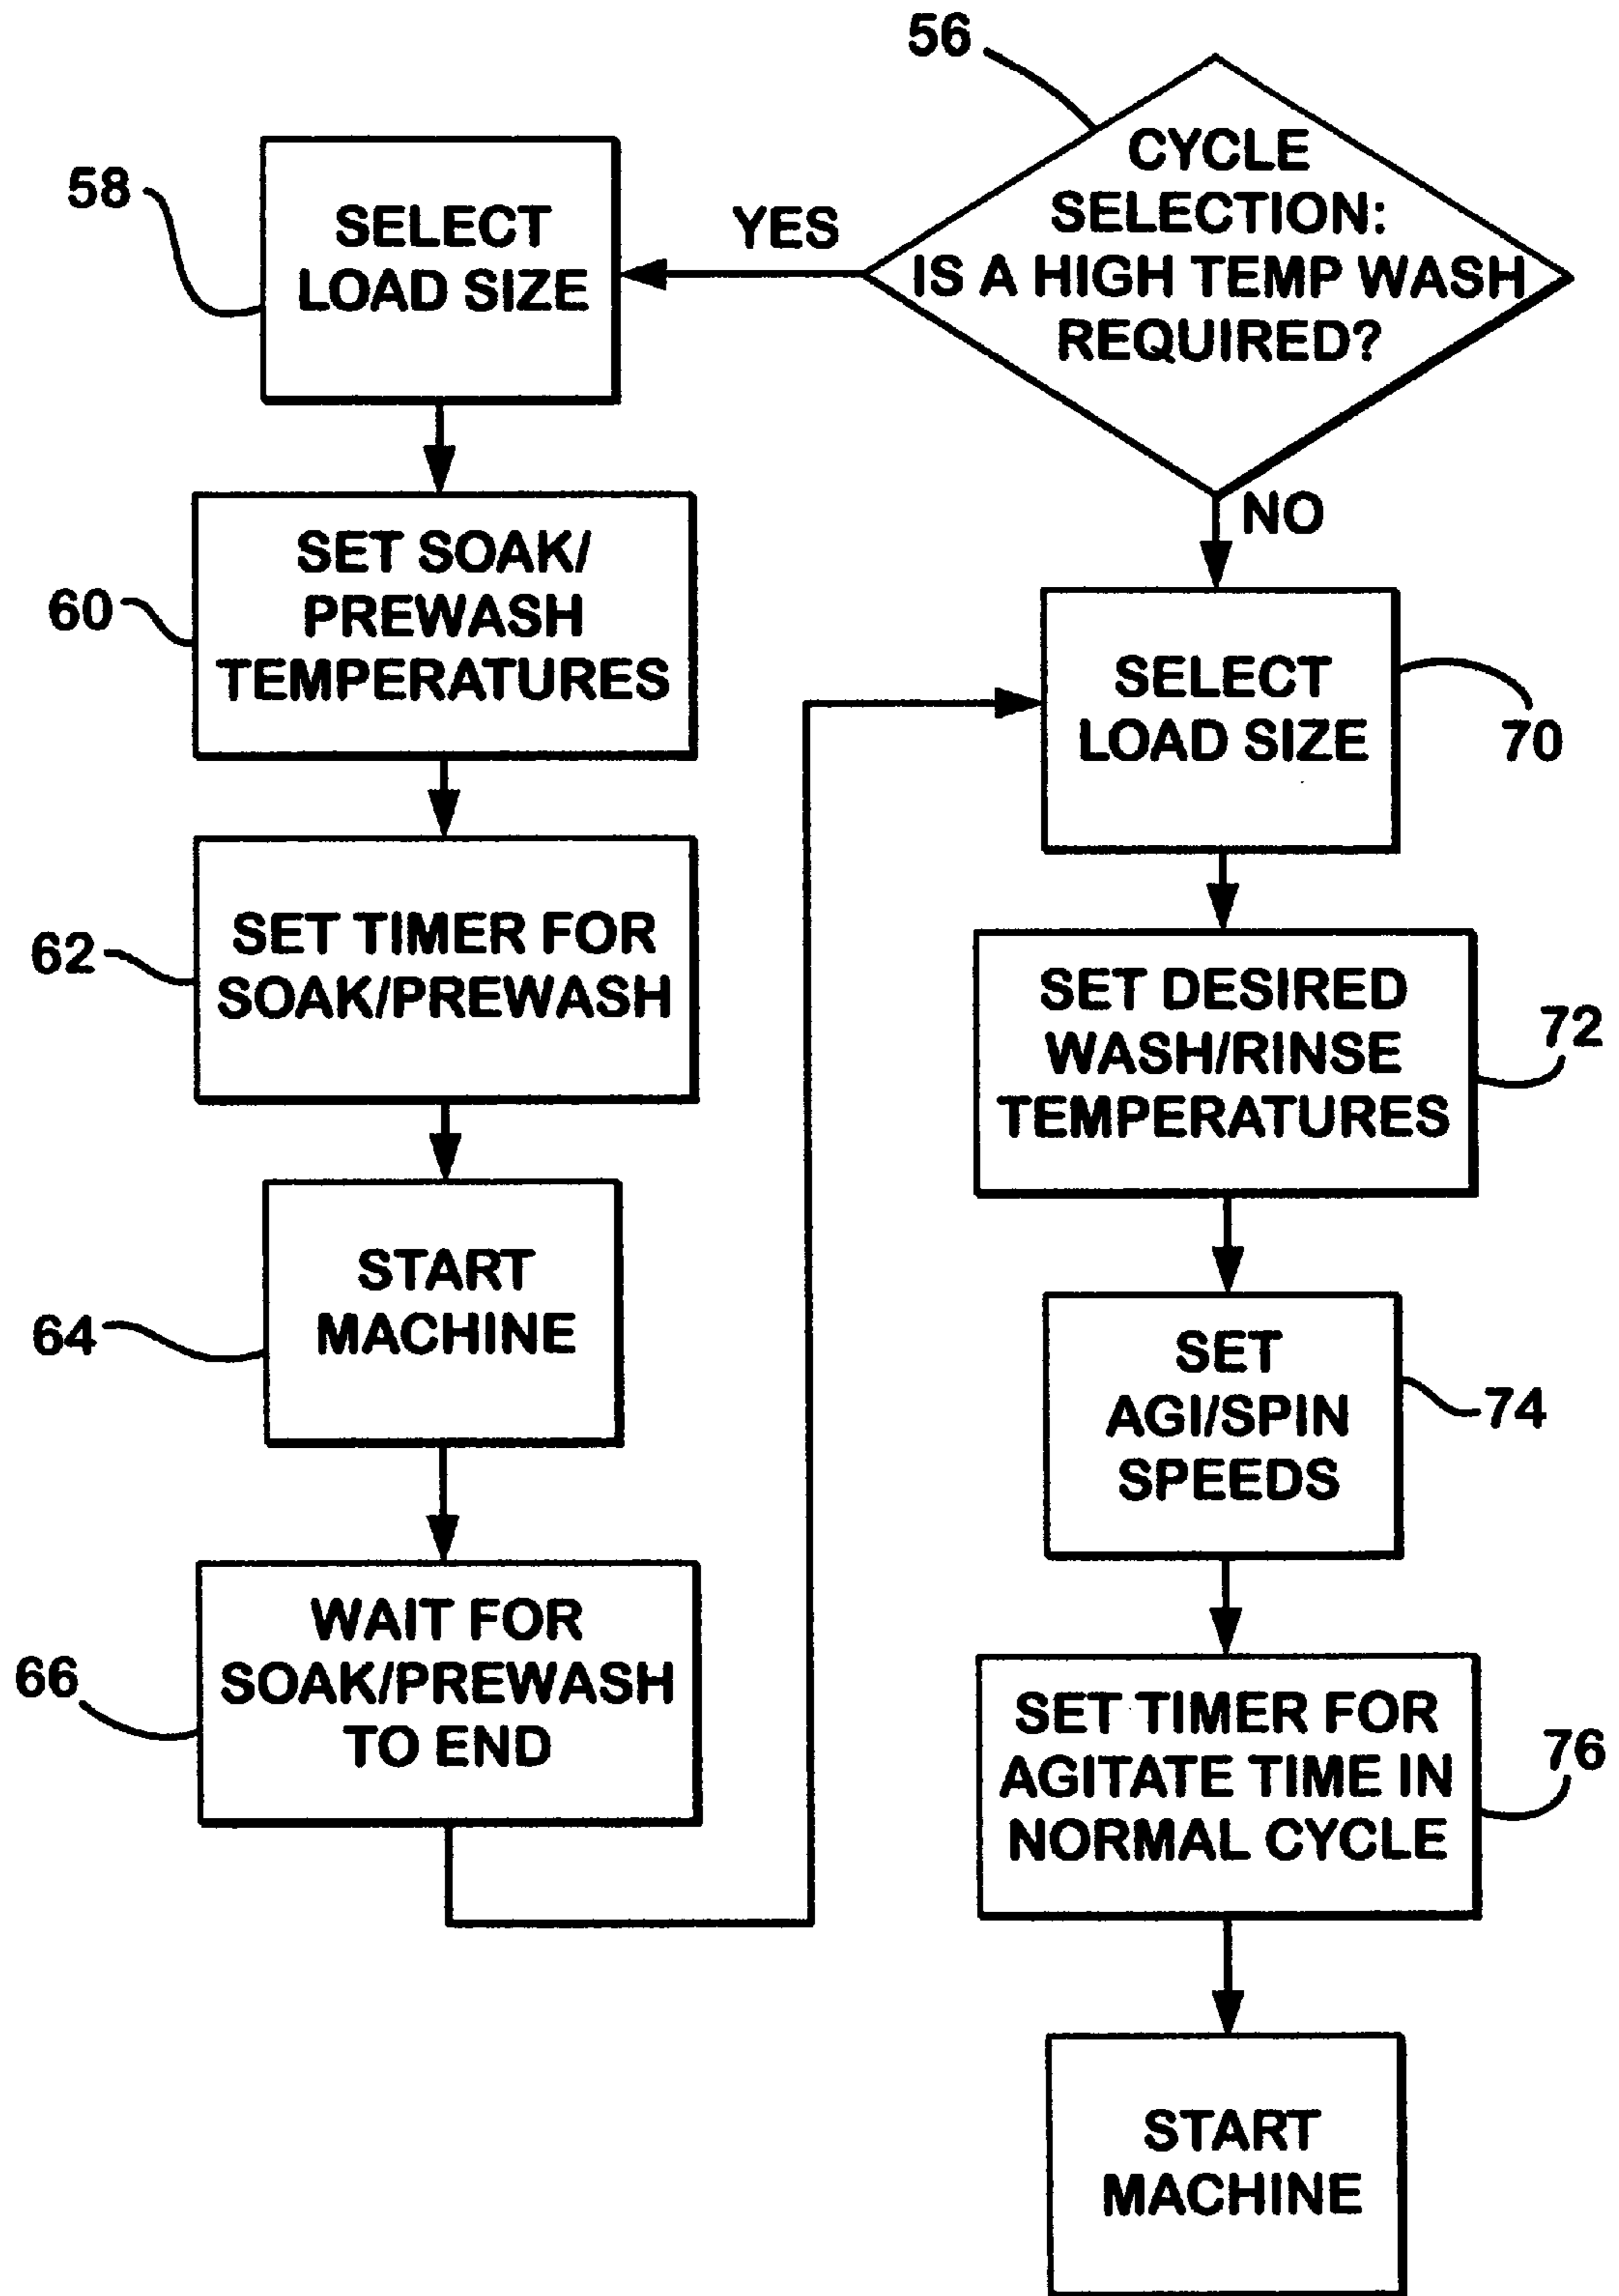 56
CYCLE
SELECTION:
IS A HIGH TEMP WASH
REQUIRED?
YES
NO
58
SELECT
LOAD SIZE
60
SET SOAK/
PREWASH
TEMPERATURES
62
SET TIMER FOR
SOAK/PREWASH
64
START
MACHINE
66
WAIT FOR
SOAK/PREWASH
TO END
SELECT
LOAD SIZE
70
SET DESIRED
WASH/RINSE
TEMPERATURES
72
SET
AGI/SPIN
SPEEDS
74
SET TIMER FOR
AGITATE TIME IN
NORMAL CYCLE
76
START
MACHINE